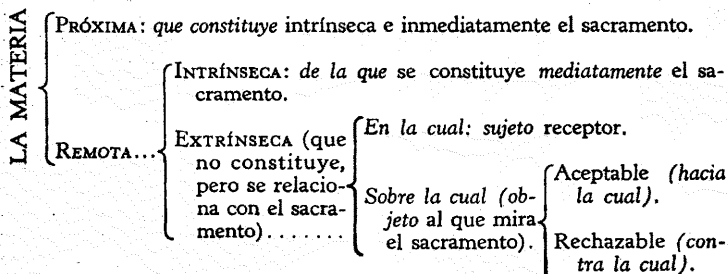 LA MATERIA
PRÓXIMA: que constituye intrínseca e inmediatamente el sacramento.
REMOTA...
INTRÍNSECA: de la que se constituye mediatamente el sa-
cramento.
EXTRÍNSECA (que
no constituye,
pero se relacio-
na con el sacra-
mento).......
En la cual: sujeto receptor.
Sobre la cual (ob-
jeto al que mira
el sacramento).
Aceptable (hacia
la cual).
Rechazable (con-
tra la cual).